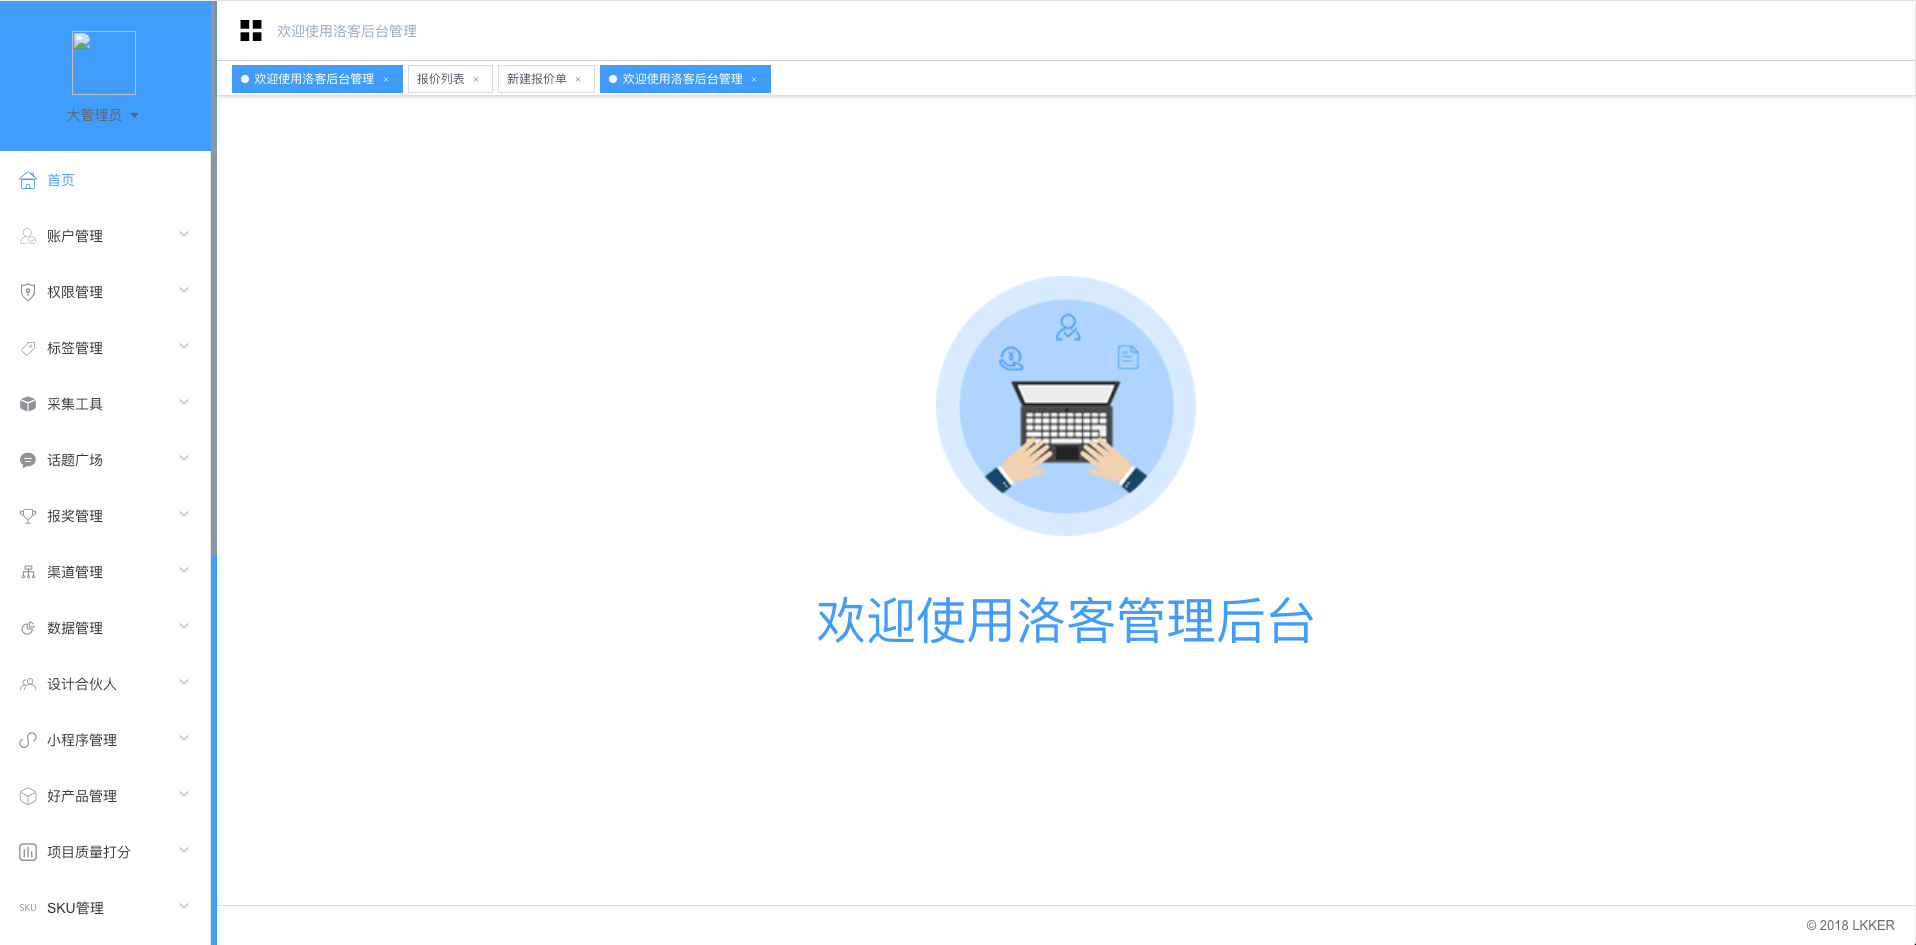 大管理员
首页
账户管理
权限管理
标签管理
采集工具
话题广场
报奖管理
渠道管理
数据管理
设计合伙人
小程序管理
好产品管理
项目质量打分
SKU SKU管理
欢迎使用洛客后台管理
欢迎使用洛客后台管理 × 报价列表 × 新建报价单 × 欢迎使用洛客后台管理 ×
欢迎使用洛客管理后台
© 2018 LKKER